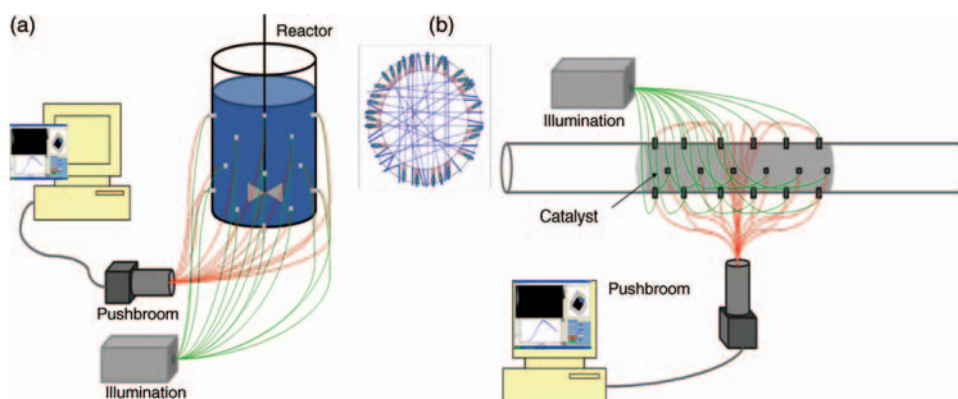 (a)
Reactor
Pushbroom
Illumination
(b)
Illumination
Catalyst
Pushbroom